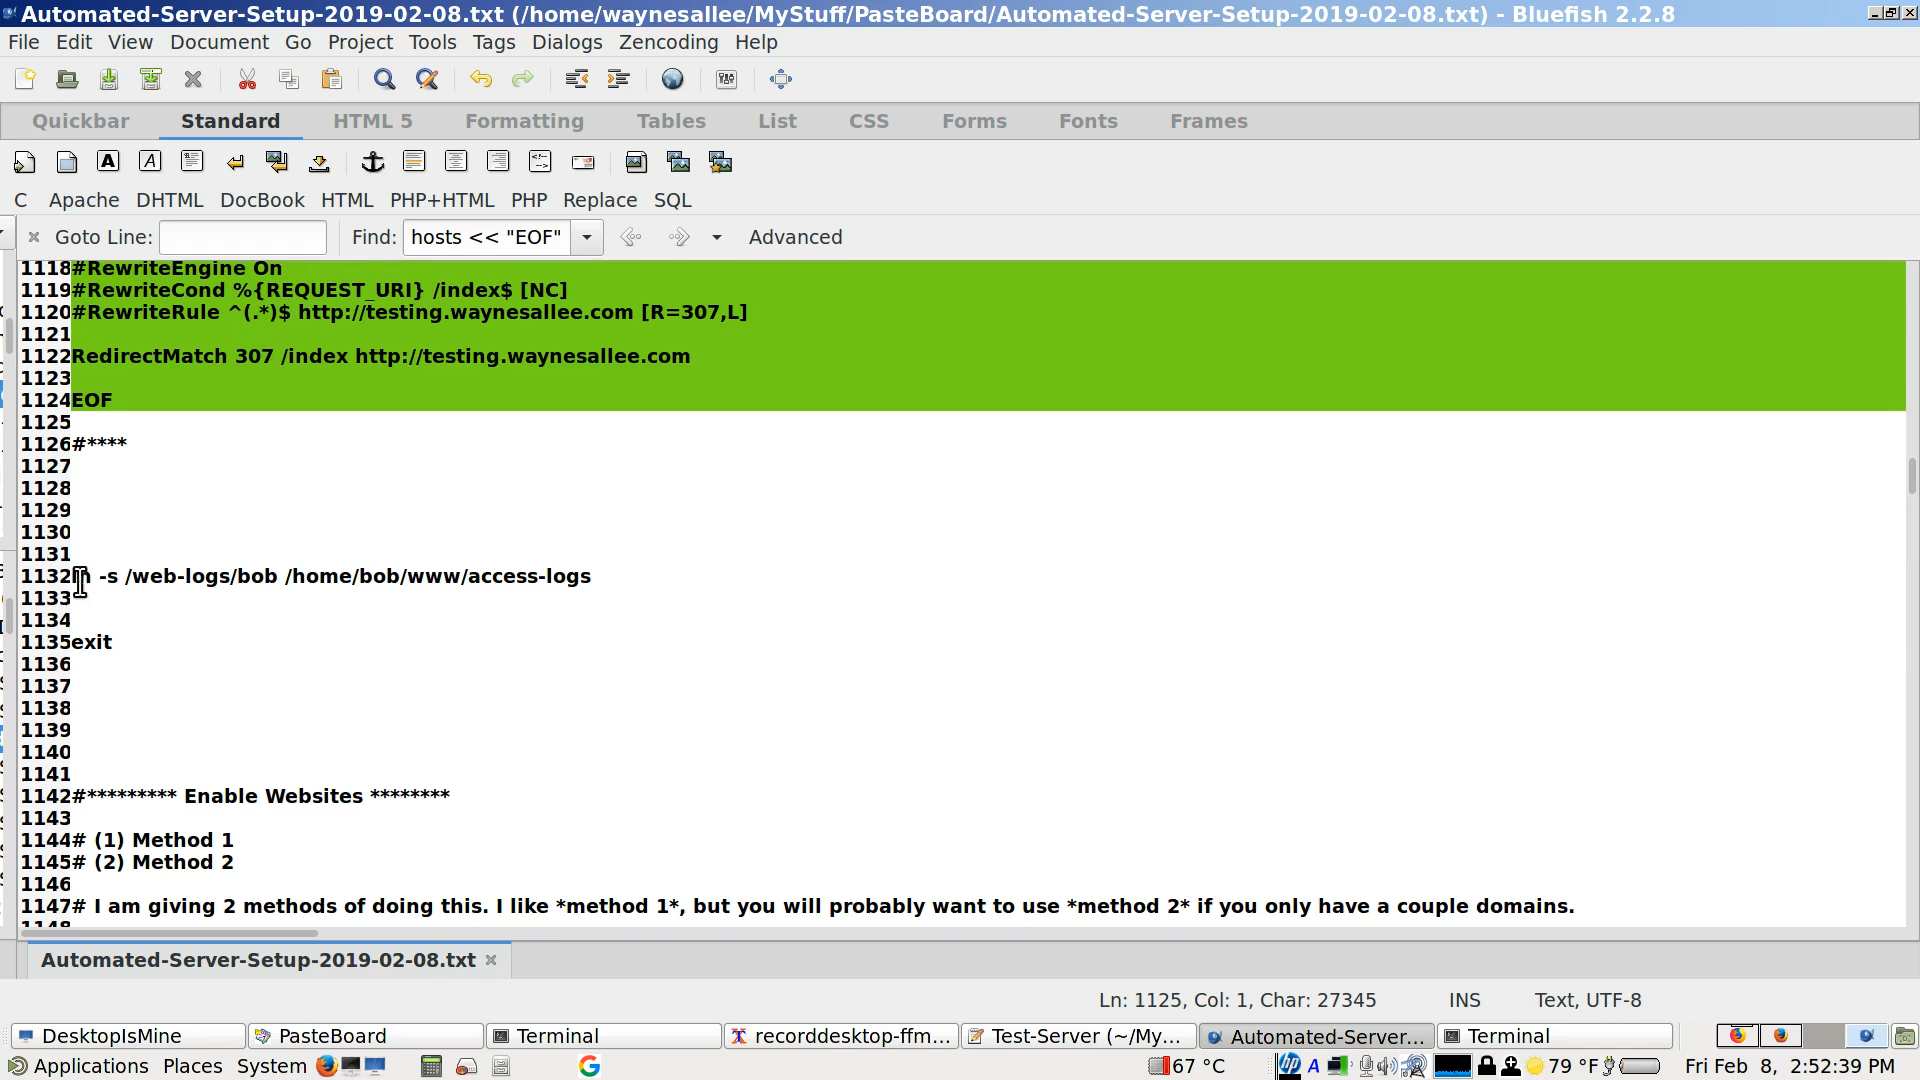 Automated-Server-Setup-2019-02-08.txt (/home/waynesallee/MyStuff/PasteBoard/Automated-Server-Setup-2019-02-08.txt) - Bluefish 2.2.8
File Edit View Document Go Project Tools Tags Dialogs Zencoding Help
Quickbar Standard HTML 5 Formatting Tables List CSS Forms Fonts Frames
C Apache DHTML DocBook HTML PHP+HTML PHP Replace SQL
Goto Line: Find: hosts << "EOF" Advanced
1118#RewriteEngine On
1119#RewriteCond %{REQUEST_URI} /index$ [NC]
1120#RewriteRule ^(.*)$ http://testing.waynesallee.com [R=307,L]
1121
1122RedirectMatch 307 /index http://testing.waynesallee.com
1123
1124EOF
1125
1126#****
1127
1128
1129
1130
1131
1132ln -s /web-logs/bob /home/bob/www/access-logs
1133
1134
1135exit
1136
1137
1138
1139
1140
1141
1142#********* Enable Websites ********
1143
1144# (1) Method 1
1145# (2) Method 2
1146
1147# I am giving 2 methods of doing this. I like *method 1*, but you will probably want to use *method 2* if you only have a couple domains.
1148
Automated-Server-Setup-2019-02-08.txt
Ln: 1125, Col: 1, Char: 27345 INS Text, UTF-8
DesktopIsMine PasteBoard Terminal recorddesktop-ffm... Test-Server (~/My... Automated-Server... Terminal
Applications Places System 67 °C A 79 °F Fri Feb 8, 2:52:39 PM